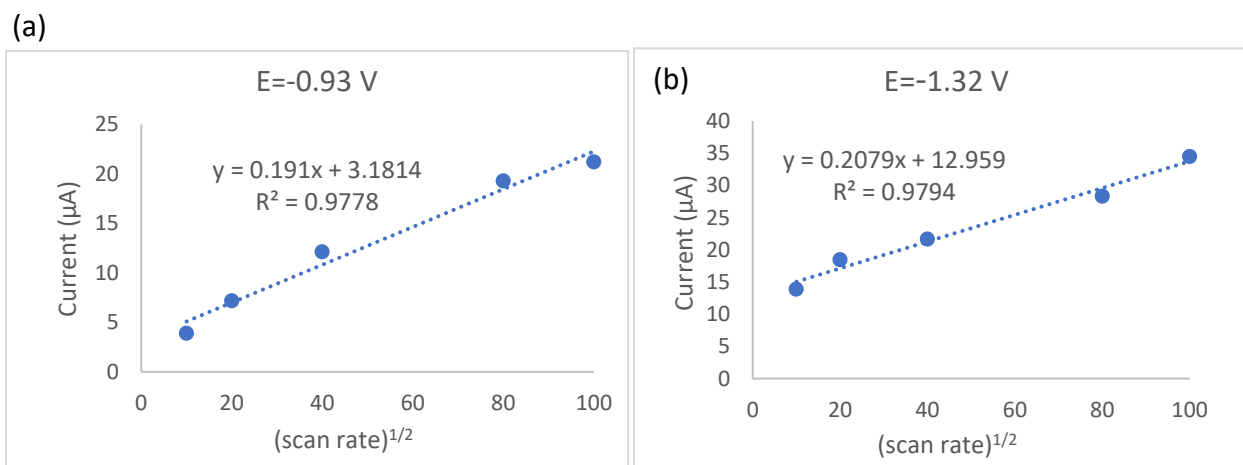 (a)
E=-0.93 V
25
20
15
10
5
0
y = 0.191x + 3.1814
R² = 0.9778
Current (µA)
0 20 40 60 80 100
(scan rate)¹/²
(b)
E=-1.32 V
40
35
30
25
20
15
10
5
0
y = 0.2079x + 12.959
R² = 0.9794
Current (µA)
0 20 40 60 80 100
(scan rate)¹/²